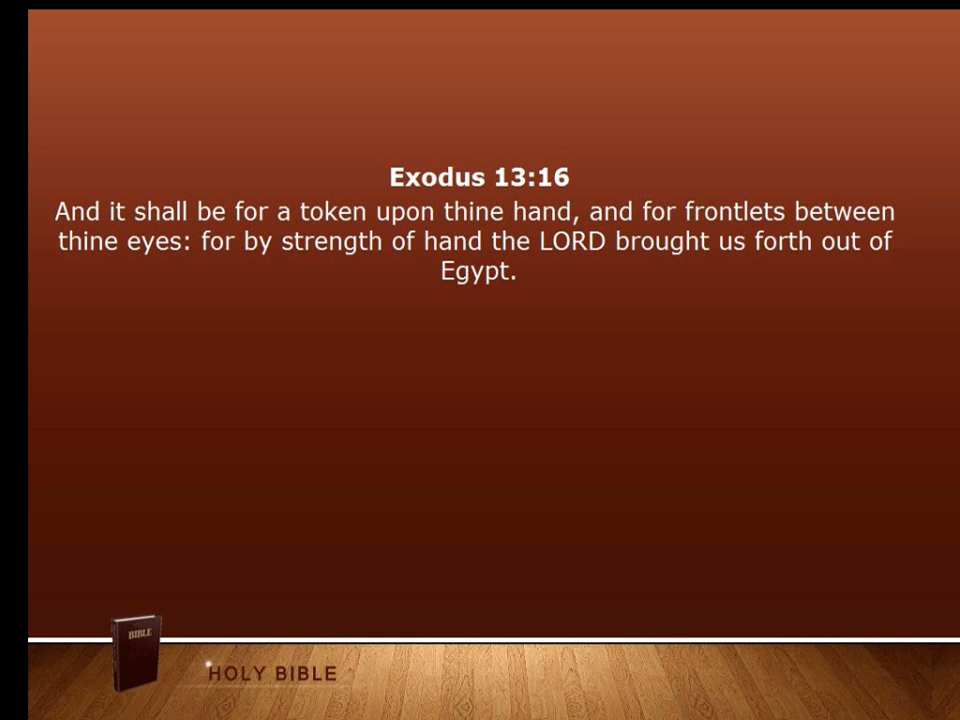 Exodus 13:16
And it shall be for a token upon thine hand, and for frontlets between
thine eyes: for by strength of hand the LORD brought us forth out of
Egypt.
BIBLE
HOLY BIBLE